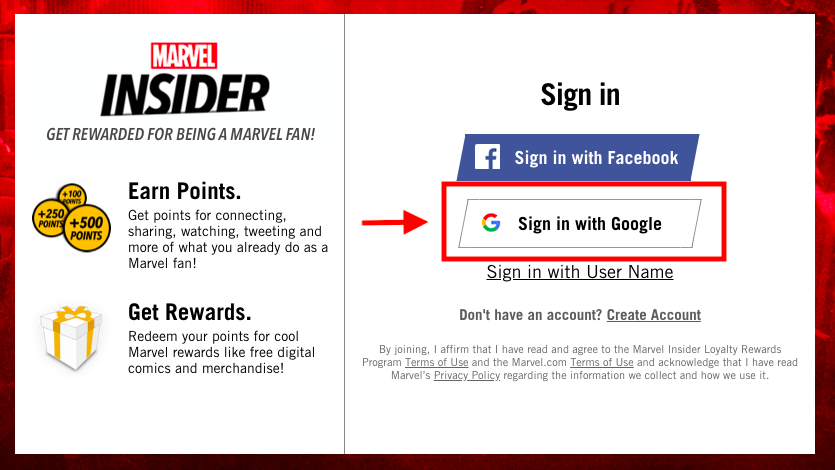 MARVEL
INSIDER
GET REWARDED FOR BEING A MARVEL FAN!
+100
POINTS
+250
POINTS
+500
POINTS
Earn Points.
Get points for connecting,
sharing, watching, tweeting and
more of what you already do as a
Marvel fan!
Get Rewards.
Redeem your points for cool
Marvel rewards like free digital
comics and merchandise!
Sign in
Sign in with Facebook
Sign in with Google
Sign in with User Name
Don't have an account? Create Account
By joining, I affirm that I have read and agree to the Marvel Insider Loyalty Rewards
Program Terms of Use and the Marvel.com Terms of Use and acknowledge that I have read
Marvel's Privacy Policy regarding the information we collect and how we use it.